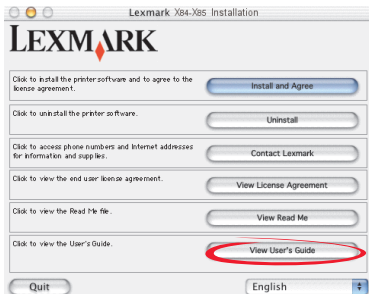 Lexmark X84-X85 Installation
LEXMARK
Click to install the printer software and to agree to the
license agreement.
Install and Agree
Click to uninstall the printer software.
Uninstall
Click to access phone numbers and Internet addresses
for information and supplies.
Contact Lexmark
Click to view the end user license agreement.
View License Agreement
Click to view the Read Me file.
View Read Me
Click to view the User's Guide.
View User's Guide
Quit
English